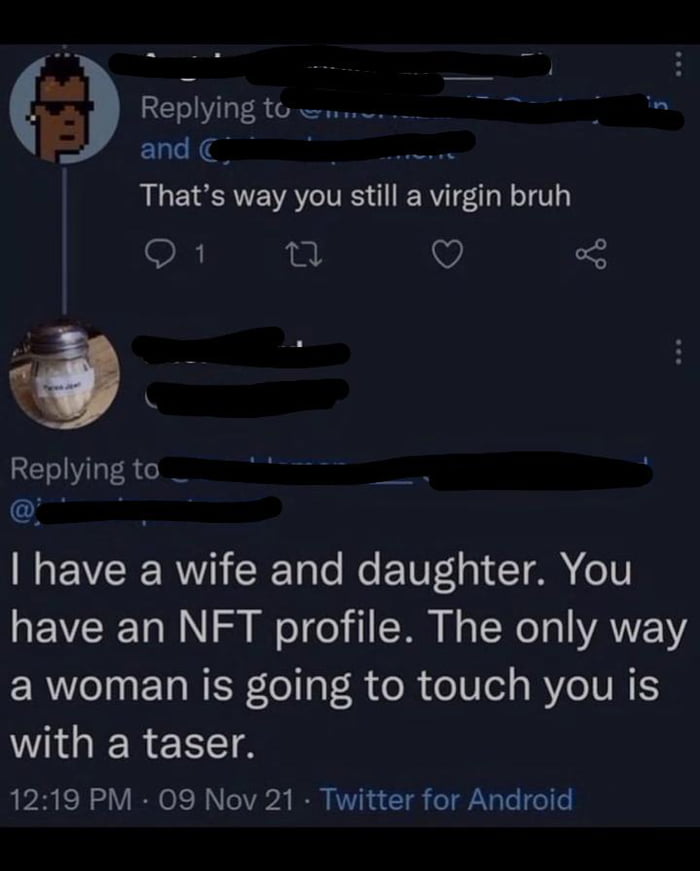 Replying to
and @
That's way you still a virgin bruh
1
Replying to
@
I have a wife and daughter. You
have an NFT profile. The only way
a woman is going to touch you is
with a taser.
12:19 PM · 09 Nov 21 · Twitter for Android